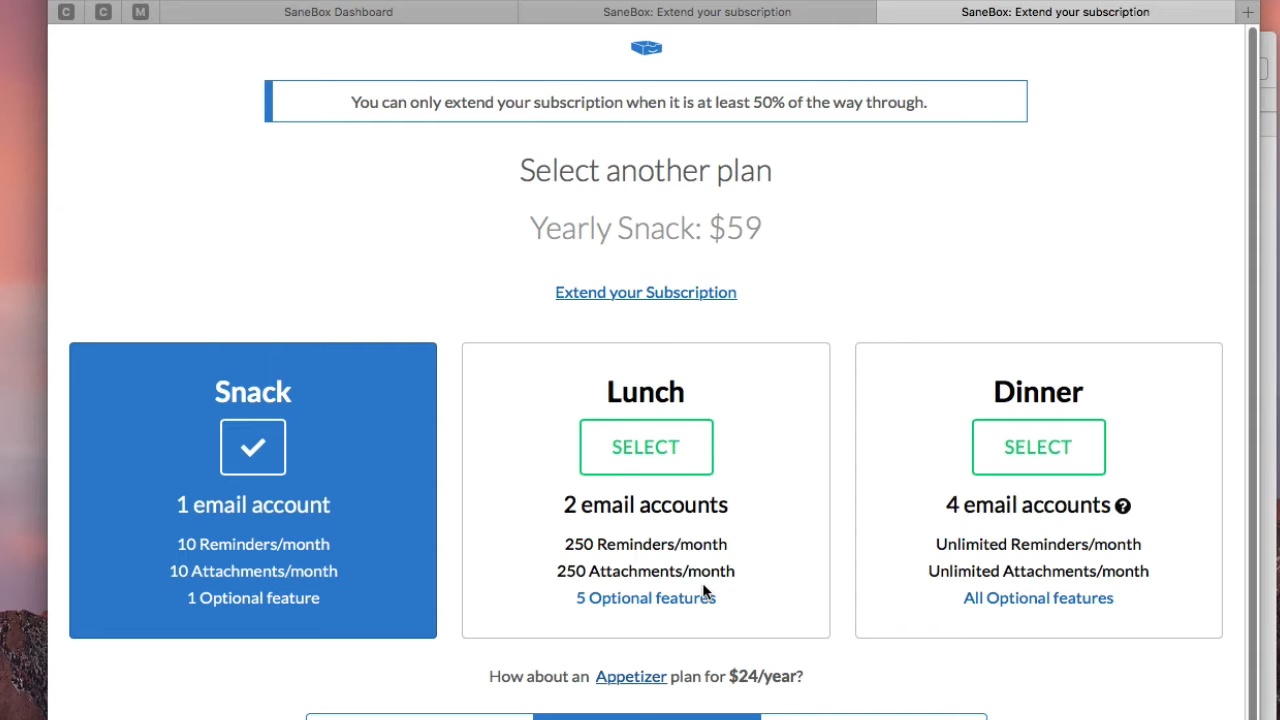 C
C
M
SaneBox Dashboard
SaneBox: Extend your subscription
SaneBox: Extend your subscription
+
You can only extend your subscription when it is at least 50% of the way through.
Select another plan
Yearly Snack: $59
Extend your Subscription
Snack
1 email account
10 Reminders/month
10 Attachments/month
1 Optional feature
Lunch
SELECT
2 email accounts
250 Reminders/month
250 Attachments/month
5 Optional features
Dinner
SELECT
4 email accounts ?
Unlimited Reminders/month
Unlimited Attachments/month
All Optional features
How about an Appetizer plan for $24/year?